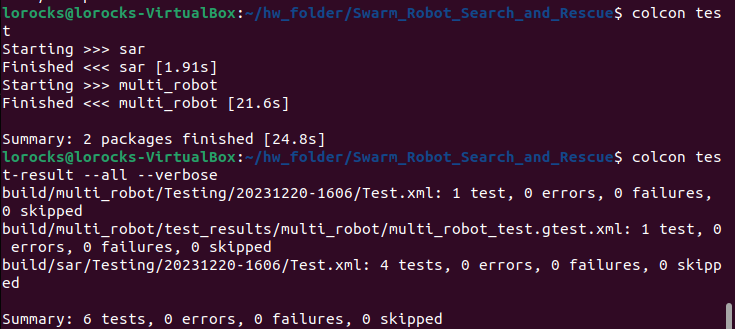 lorocks@lorocks-VirtualBox:~/hw_folder/Swarm_Robot_Search_and_Rescue$ colcon tes
t
Starting >>> sar
Finished <<< sar [1.91s]
Starting >>> multi_robot
Finished <<< multi_robot [21.6s]
Summary: 2 packages finished [24.8s]
lorocks@lorocks-VirtualBox:~/hw_folder/Swarm_Robot_Search_and_Rescue$ colcon tes
t-result --all --verbose
build/multi_robot/Testing/20231220-1606/Test.xml: 1 test, 0 errors, 0 failures,
0 skipped
build/multi_robot/test_results/multi_robot/multi_robot_test.gtest.xml: 1 test, 0
 errors, 0 failures, 0 skipped
build/sar/Testing/20231220-1606/Test.xml: 4 tests, 0 errors, 0 failures, 0 skipp
ed
Summary: 6 tests, 0 errors, 0 failures, 0 skipped